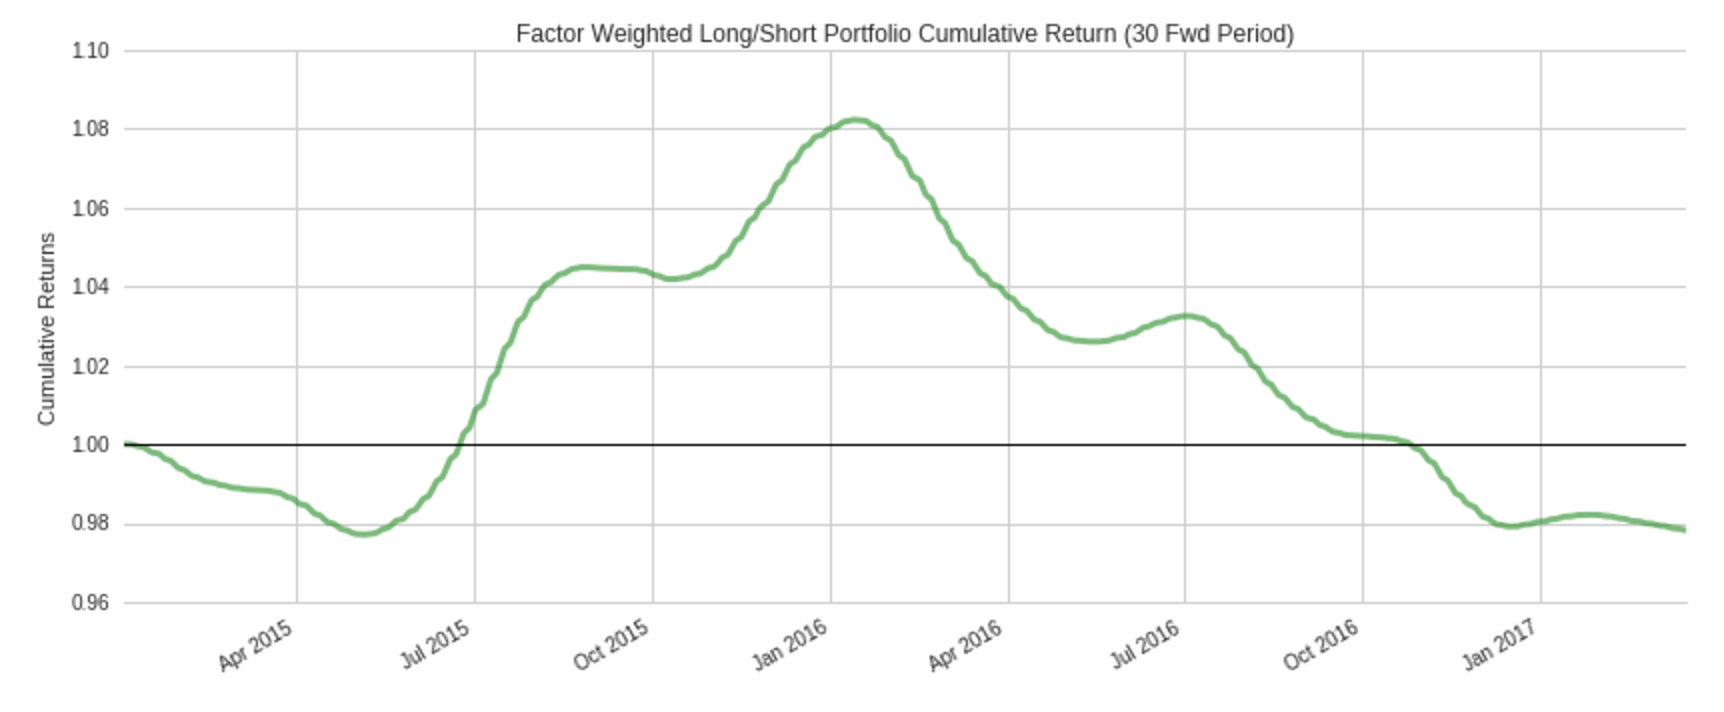 Factor Weighted Long/Short Portfolio Cumulative Return (30 Fwd Period)
1.10
1.08
1.06
1.04
1.02
1.00
0.98
0.96
Cumulative Returns
Apr 2015
Jul 2015
Oct 2015
Jan 2016
Apr 2016
Jul 2016
Oct 2016
Jan 2017